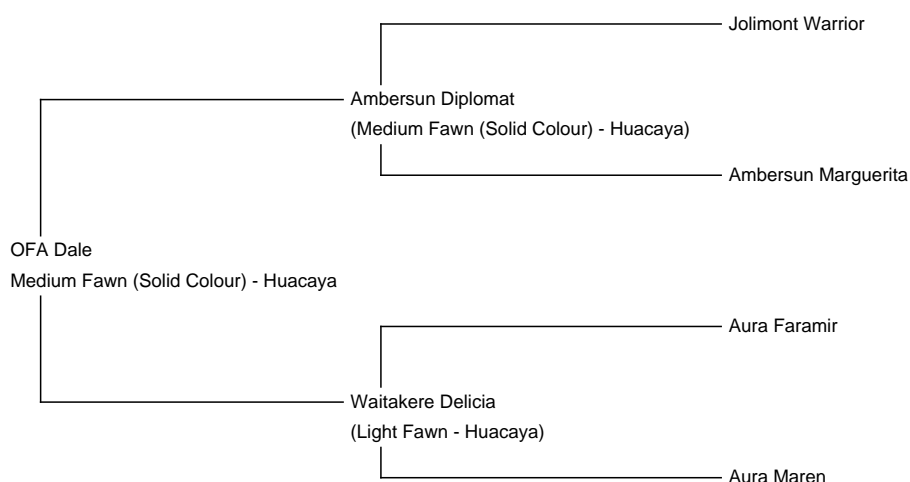 Jolimont Warrior
Ambersun Diplomat
(Medium Fawn (Solid Colour) - Huacaya)
Ambersun Marguerita
OFA Dale
Medium Fawn (Solid Colour) - Huacaya
Aura Faramir
Waitakere Delicia
(Light Fawn - Huacaya)
Aura Maren